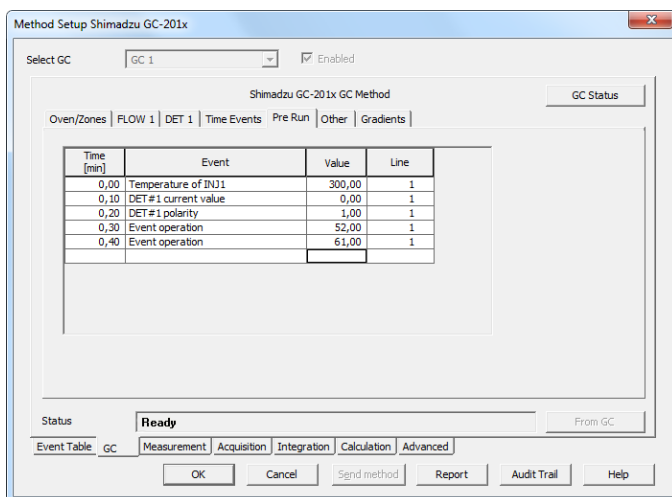 Method Setup Shimadzu GC-201x
Select GC GC 1 Enabled
Shimadzu GC-201x GC Method GC Status
Oven/Zones FLOW 1 DET 1 Time Events Pre Run Other Gradients
Time [min] Event Value Line
0,00 Temperature of INJ1 300,00 1
0,10 DET#1 current value 0,00 1
0,20 DET#1 polarity 1,00 1
0,30 Event operation 52,00 1
0,40 Event operation 61,00 1
Status Ready From GC
Event Table GC Measurement Acquisition Integration Calculation Advanced
OK Cancel Send method Report Audit Trail Help